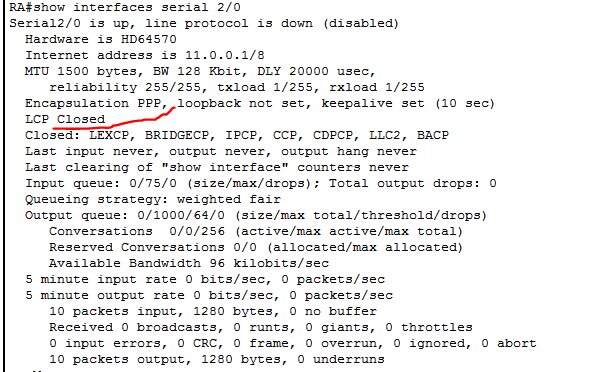 RA#show interfaces serial 2/0
Serial2/0 is up, line protocol is down (disabled)
Hardware is HD64570
Internet address is 11.0.0.1/8
MTU 1500 bytes, BW 128 Kbit, DLY 20000 usec,
reliability 255/255, txload 1/255, rxload 1/255
Encapsulation PPP, loopback not set, keepalive set (10 sec)
LCP Closed
Closed: LEXCP, BRIDGECP, IPCP, CCP, CDPCP, LLC2, BACP
Last input never, output never, output hang never
Last clearing of "show interface" counters never
Input queue: 0/75/0 (size/max/drops); Total output drops: 0
Queueing strategy: weighted fair
Output queue: 0/1000/64/0 (size/max total/threshold/drops)
Conversations 0/0/256 (active/max active/max total)
Reserved Conversations 0/0 (allocated/max allocated)
Available Bandwidth 96 kilobits/sec
5 minute input rate 0 bits/sec, 0 packets/sec
5 minute output rate 0 bits/sec, 0 packets/sec
10 packets input, 1280 bytes, 0 no buffer
Received 0 broadcasts, 0 runts, 0 giants, 0 throttles
0 input errors, 0 CRC, 0 frame, 0 overrun, 0 ignored, 0 abort
10 packets output, 1280 bytes, 0 underruns